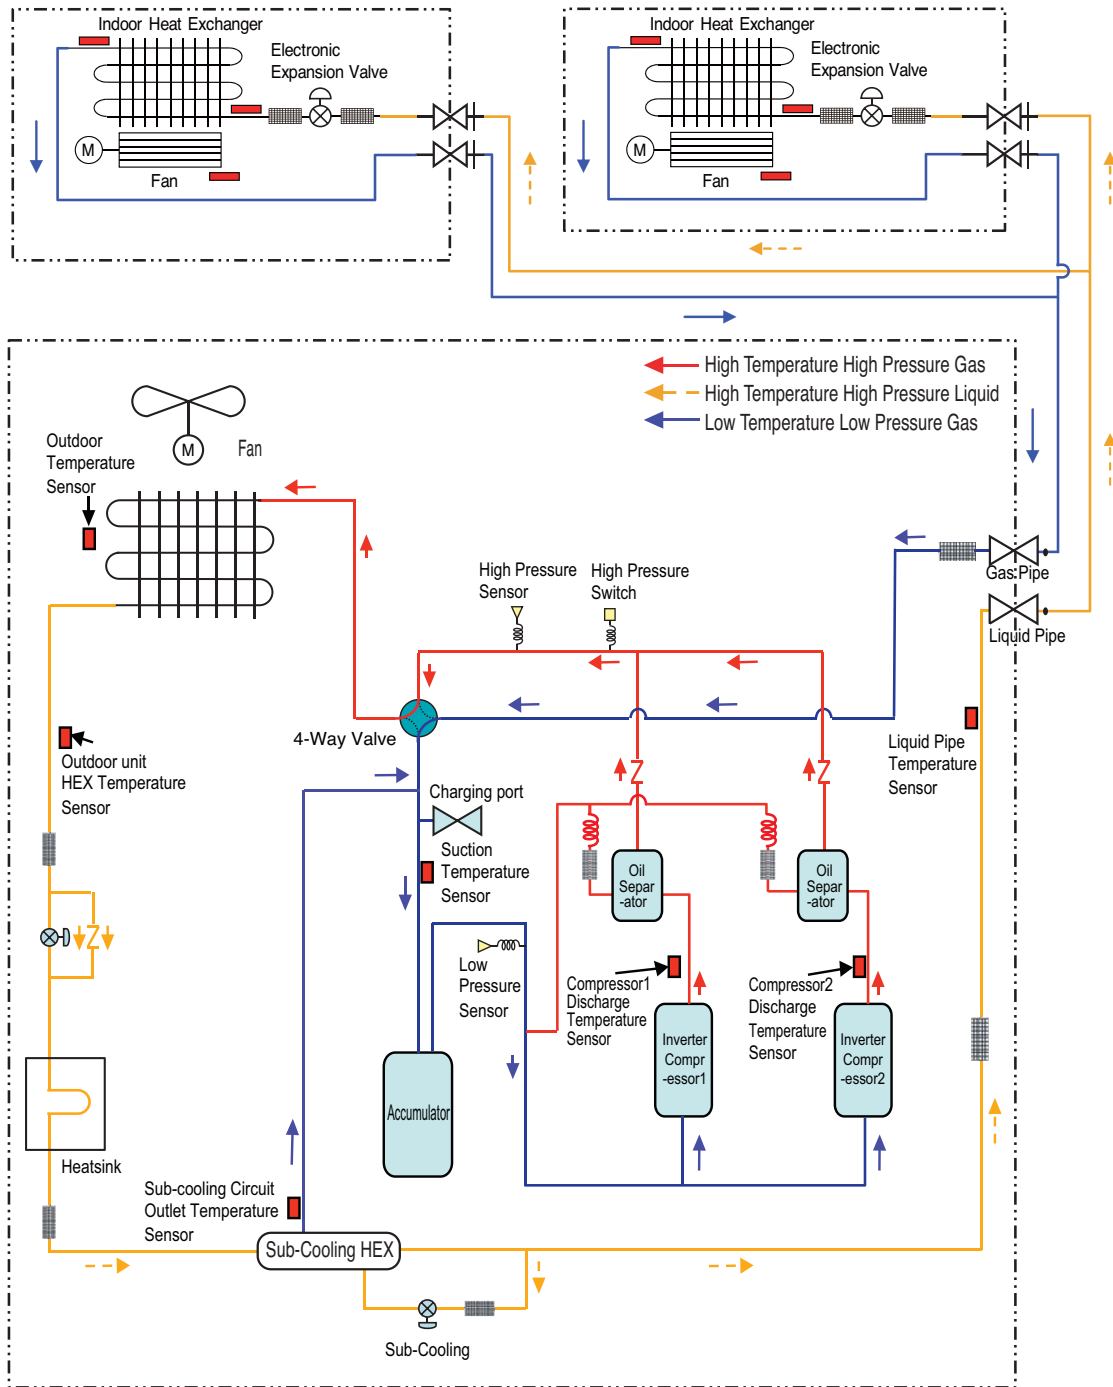 Indoor Heat Exchanger
Electronic
Expansion Valve
M
Fan
Indoor Heat Exchanger
Electronic
Expansion Valve
M
Fan
High Temperature High Pressure Gas
High Temperature High Pressure Liquid
Low Temperature Low Pressure Gas
M
Fan
Outdoor
Temperature
Sensor
Gas Pipe
Liquid Pipe
High Pressure
Sensor
High Pressure
Switch
4-Way Valve
Outdoor unit
HEX Temperature
Sensor
Liquid Pipe
Temperature
Sensor
Charging port
Suction
Temperature
Sensor
Oil
Separ
-ator
Oil
Separ
-ator
Low
Pressure
Sensor
Compressor1
Discharge
Temperature
Sensor
Compressor2
Discharge
Temperature
Sensor
Inverter
Compr
-essor1
Inverter
Compr
-essor2
Accumulator
Heatsink
Sub-cooling Circuit
Outlet Temperature
Sensor
Sub-Cooling HEX
Sub-Cooling